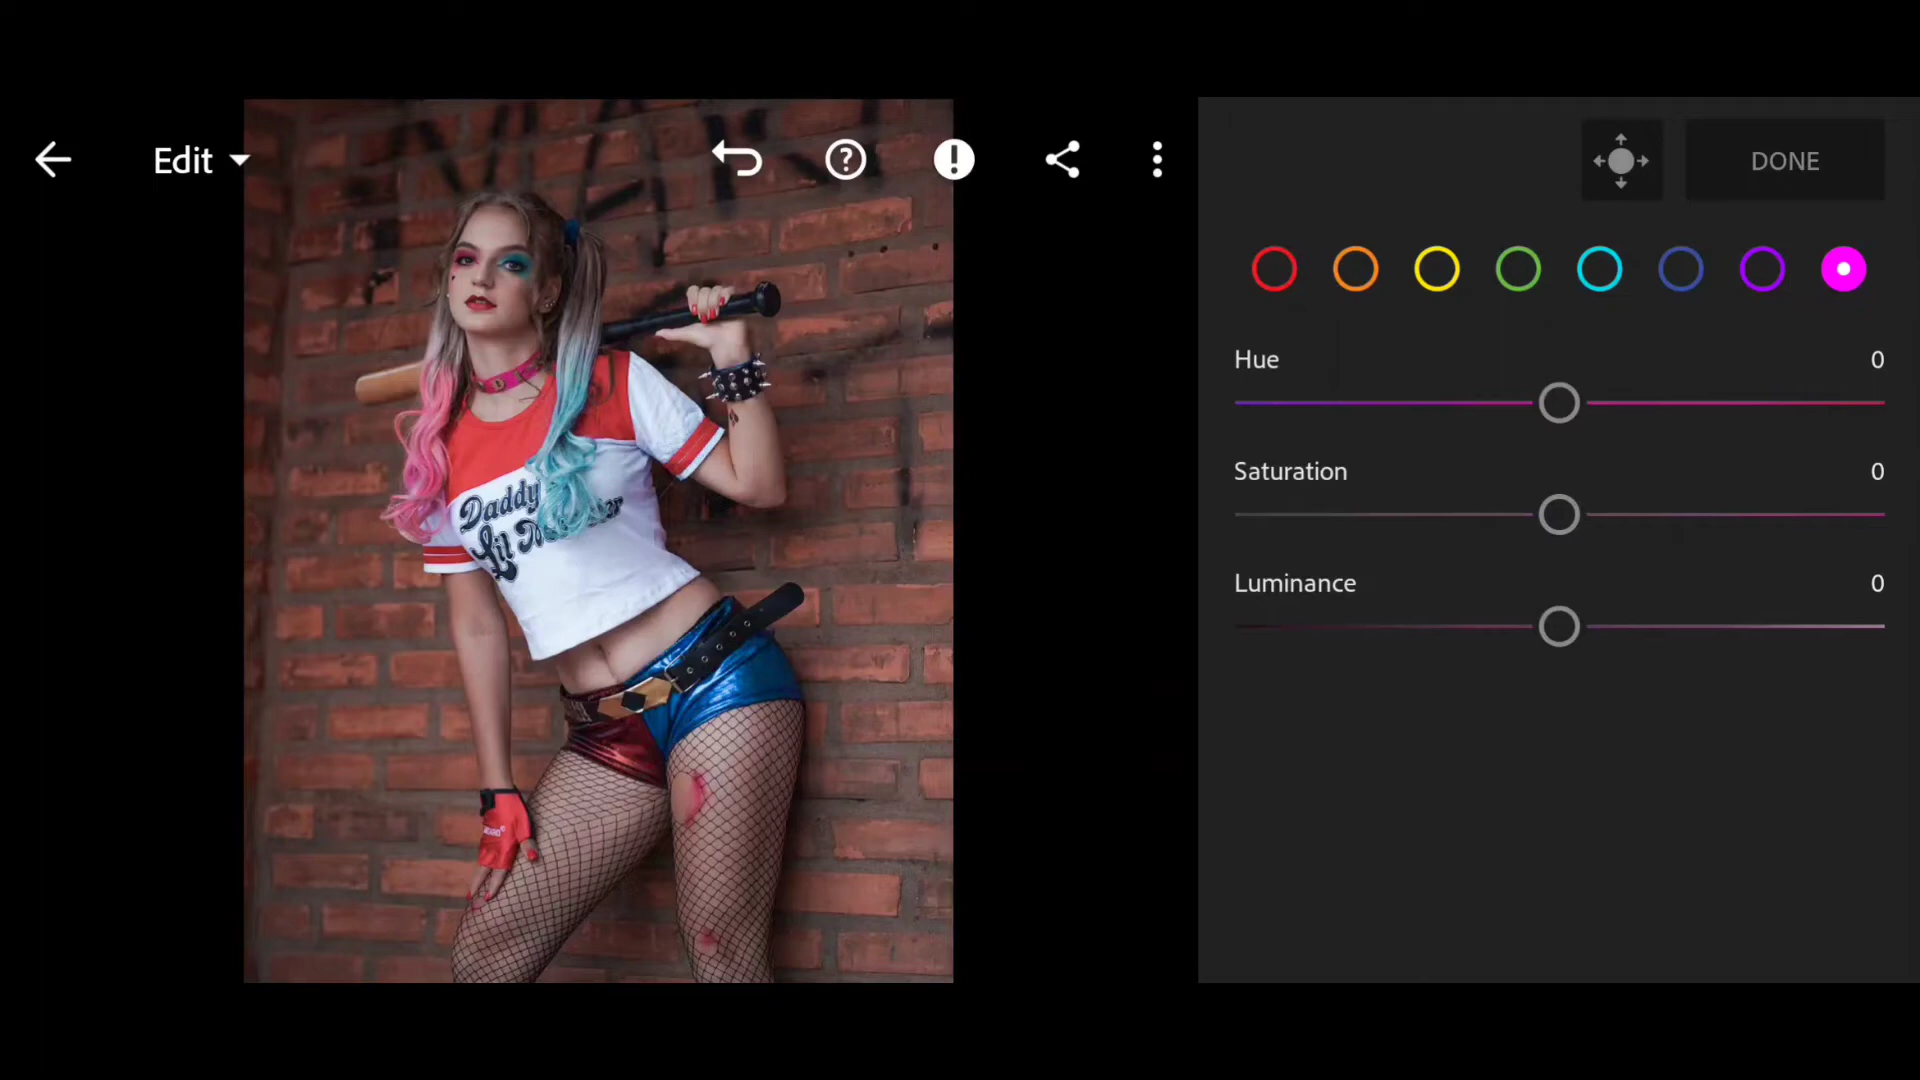 Edit
DONE
Hue 0
Saturation 0
Luminance 0
Daddy
Lil